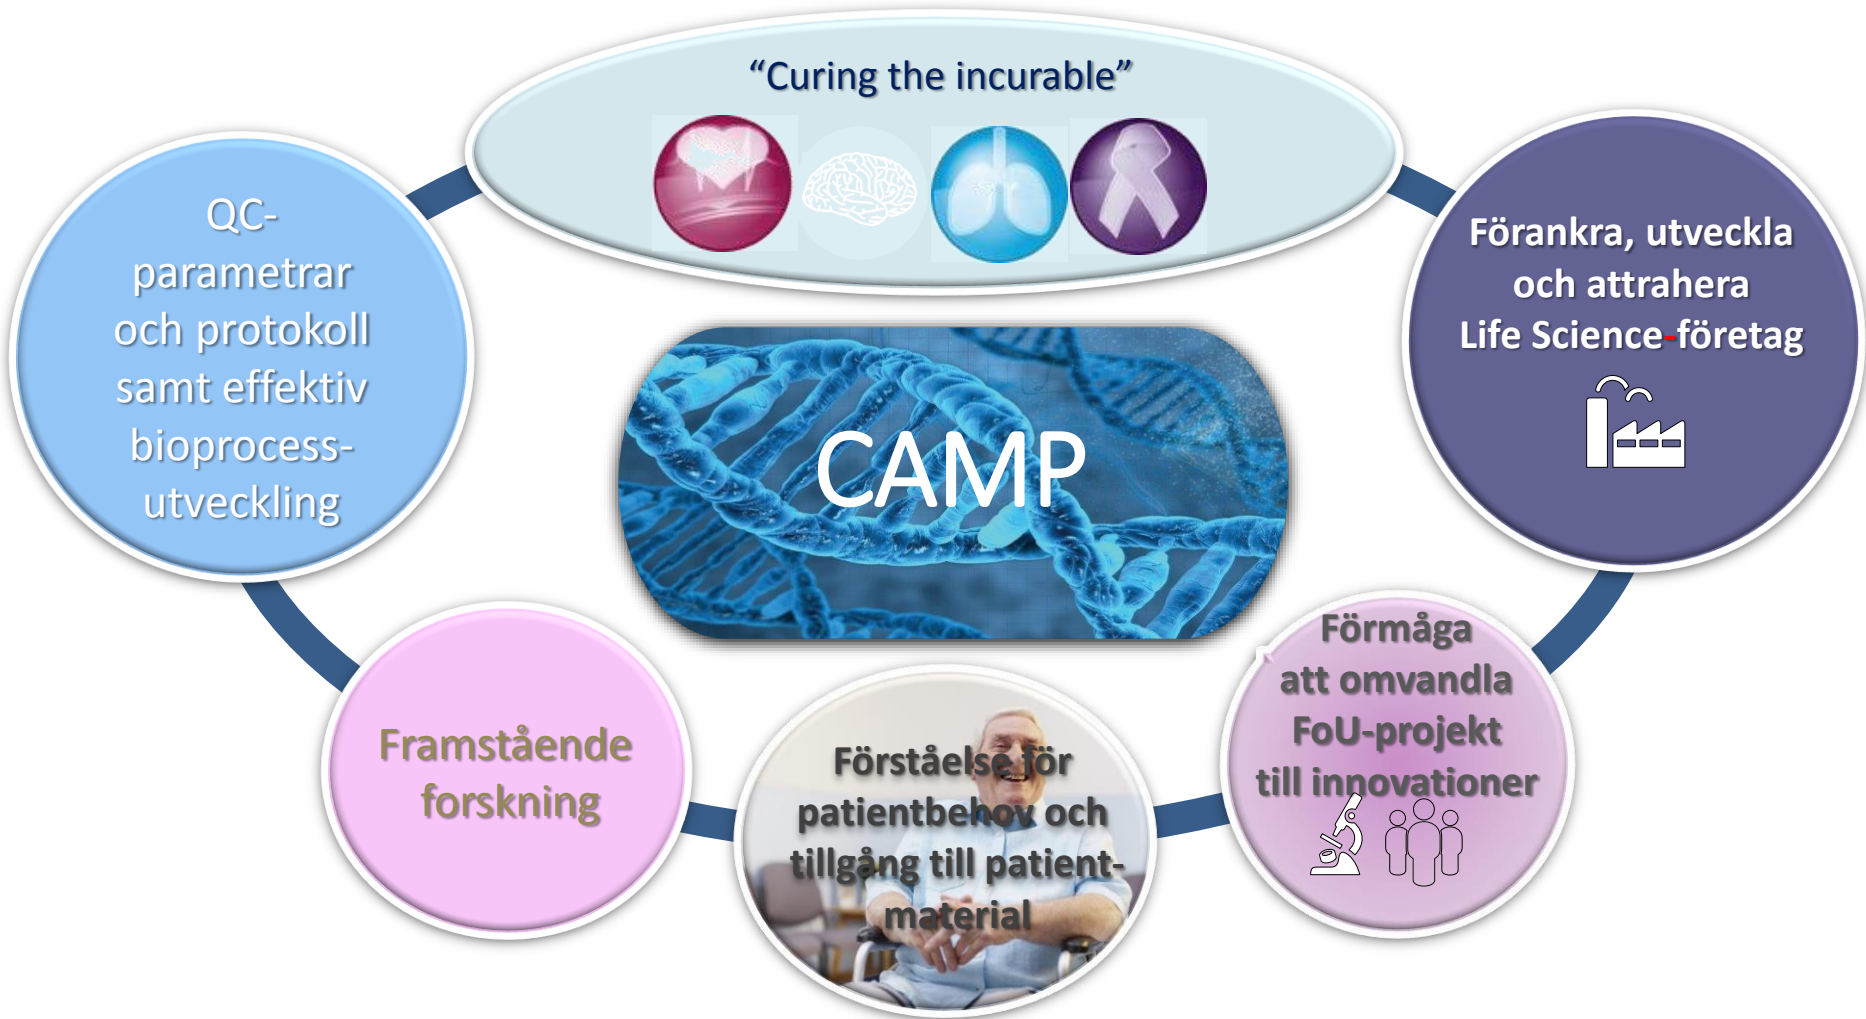 “Curing the incurable”
QC-
parametrar
och protokoll
samt effektiv
bioprocess-
utveckling
Förankra, utveckla
och attrahera
Life Science-företag
CAMP
Framstående
forskning
Förståelse för
patientbehov och
tillgång till patient-
material
Förmåga
att omvandla
FoU-projekt
till innovationer